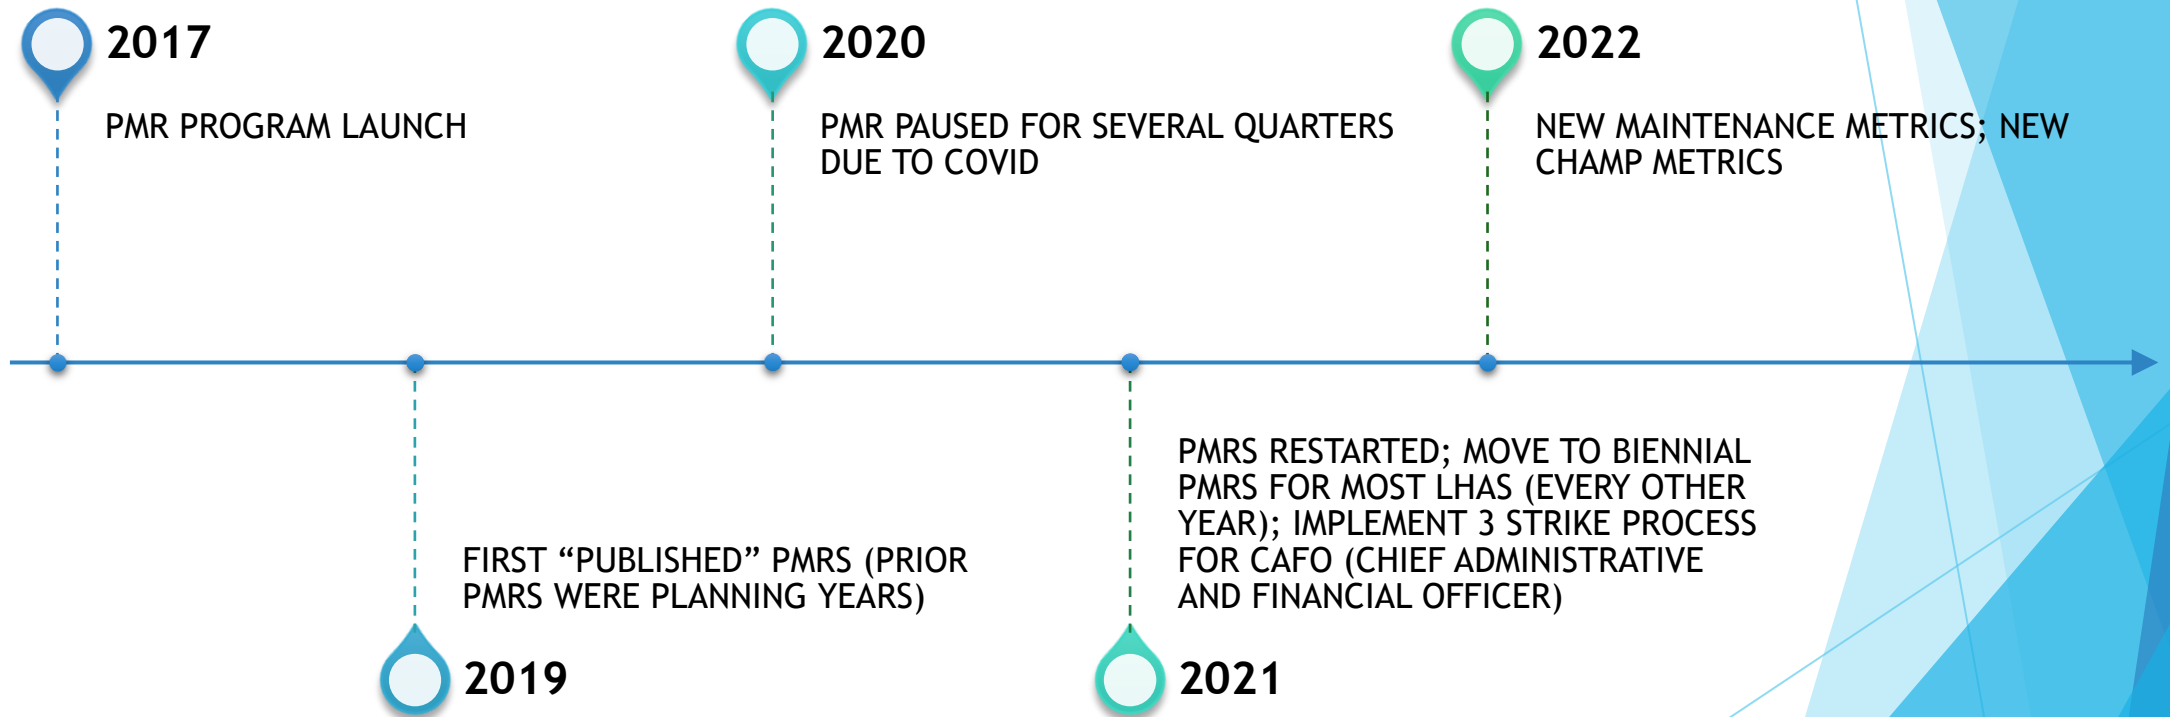 2017
PMR PROGRAM LAUNCH
FIRST “PUBLISHED” PMRS (PRIOR
PMRS WERE PLANNING YEARS)
2019
2020
PMR PAUSED FOR SEVERAL QUARTERS
DUE TO COVID
PMRS RESTARTED; MOVE TO BIENNIAL
PMRS FOR MOST LHAS (EVERY OTHER
YEAR); IMPLEMENT 3 STRIKE PROCESS
FOR CAFO (CHIEF ADMINISTRATIVE
AND FINANCIAL OFFICER)
2021
2022
NEW MAINTENANCE METRICS; NEW
CHAMP METRICS